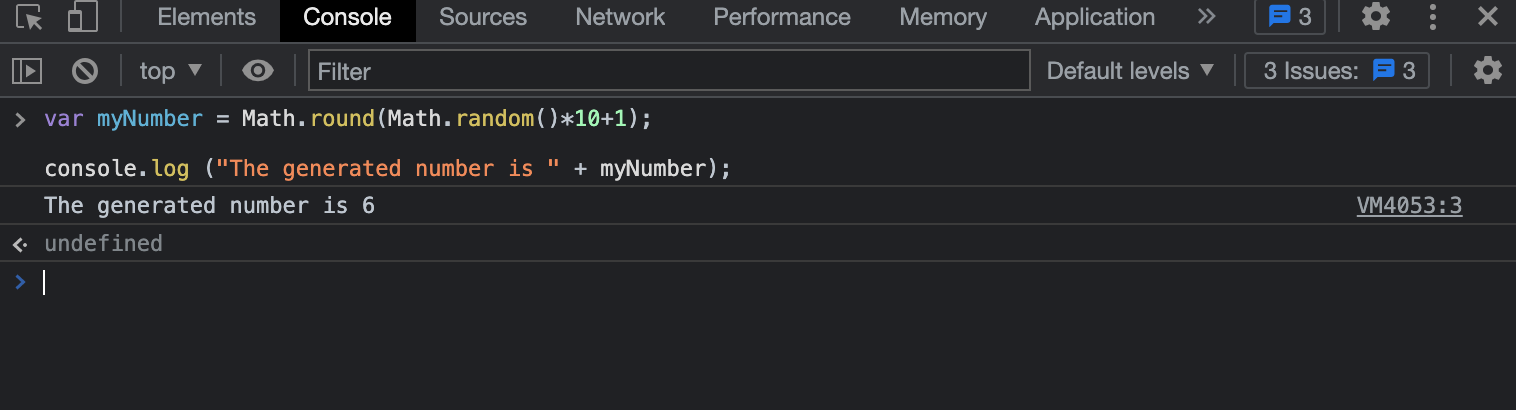 Elements Console Sources Network Performance Memory Application 3
top Filter Default levels 3 Issues: 3
var myNumber = Math.round(Math.random()*10+1);
console.log ("The generated number is " + myNumber);
The generated number is 6 VM4053:3
undefined